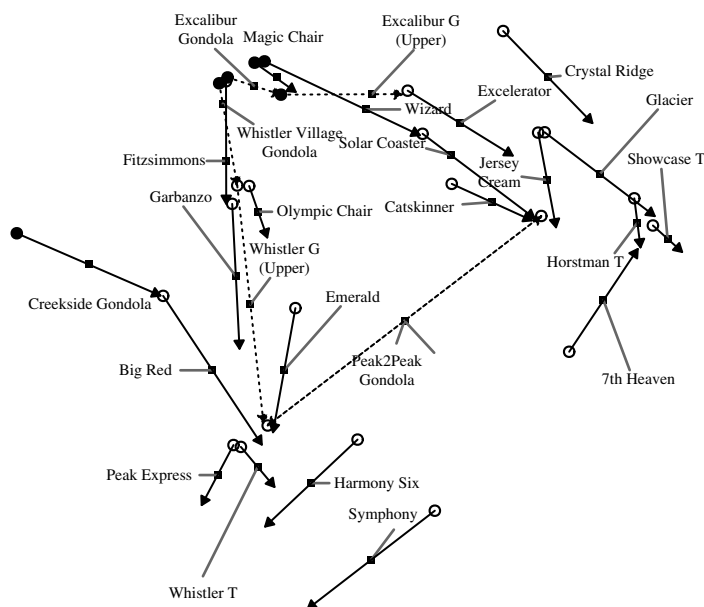 Excalibur
Gondola
Magic Chair
Excalibur G
(Upper)
Crystal Ridge
Excelerator
Wizard
Glacier
Whistler Village
Gondola
Solar Coaster
Fitzsimmons
Jersey
Cream
Showcase T
Garbanzo
Olympic Chair
Catskinner
Whistler G
(Upper)
Horstman T
Creekside Gondola
Emerald
Big Red
Peak2Peak
Gondola
7th Heaven
Peak Express
Harmony Six
Symphony
Whistler T